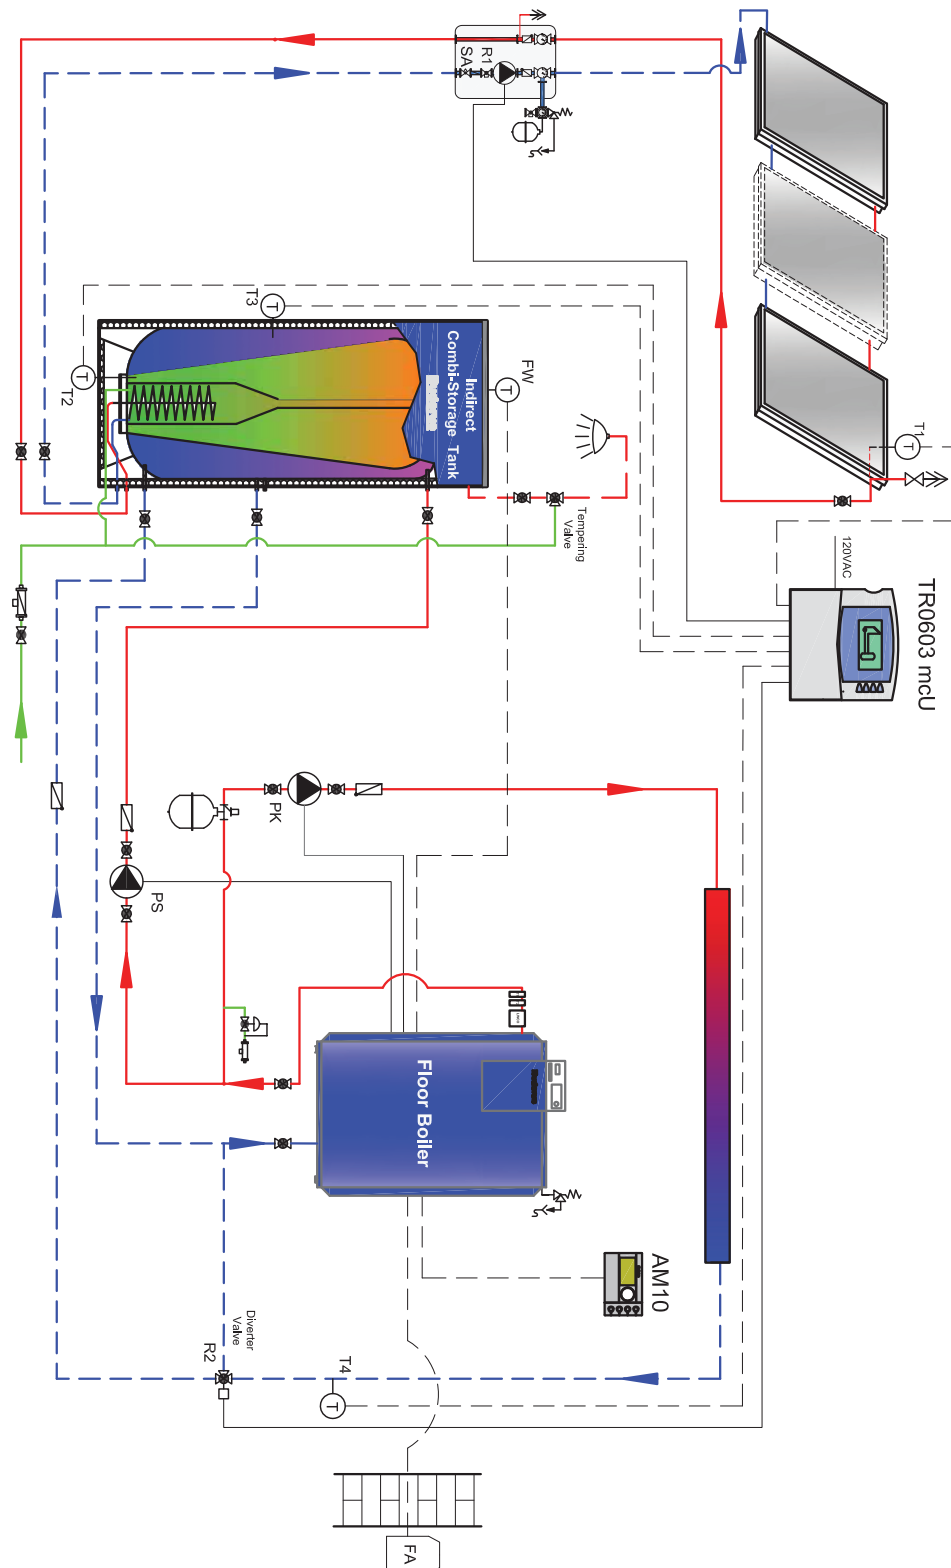 T1
TR0603 mcU
120VAC
R1
SA
T3
T2
FW
Indirect
Combi-Storage Tank
Tempering
Valve
PK
PS
Floor Boiler
AM10
Diverter
Valve
R2
T4
FA
T
T
T
T
T